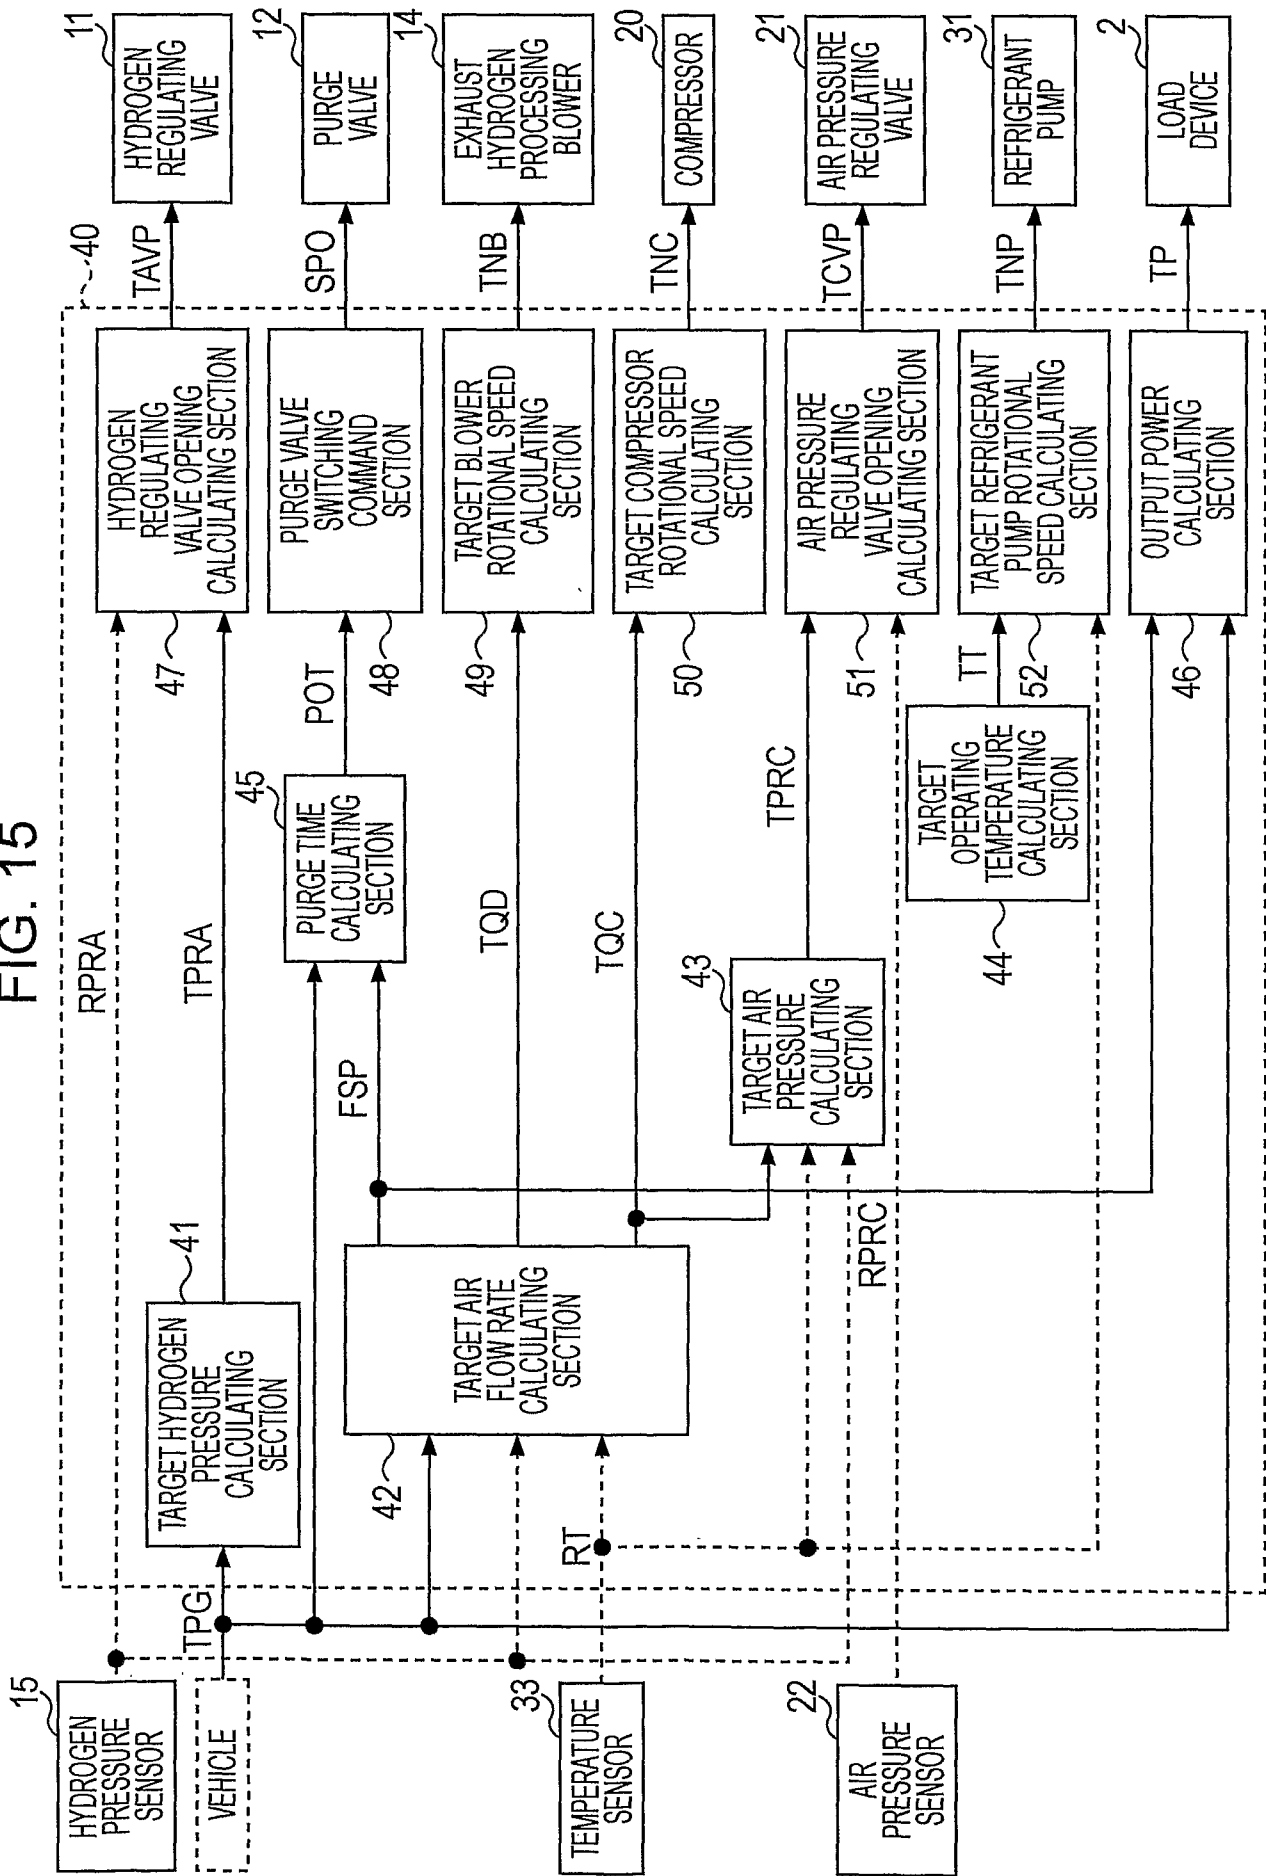 FIG. 15
15
HYDROGEN
PRESSURE
SENSOR
VEHICLE
33
TEMPERATURE
SENSOR
22
AIR
PRESSURE
SENSOR
RPRA
TPG
RT
RPRC
40
41
TARGET HYDROGEN
PRESSURE
CALCULATING
SECTION
TPRA
42
TARGET AIR
FLOW RATE
CALCULATING
SECTION
FSP
TQD
TQC
43
TARGET AIR
PRESSURE
CALCULATING
SECTION
TPRC
44
TARGET
OPERATING
TEMPERATURE
CALCULATING
SECTION
TT
45
PURGE TIME
CALCULATING
SECTION
POT
47
HYDROGEN
REGULATING
VALVE OPENING
CALCULATING SECTION
48
PURGE VALVE
SWITCHING
COMMAND
SECTION
49
TARGET BLOWER
ROTATIONAL SPEED
CALCULATING
SECTION
50
TARGET COMPRESSOR
ROTATIONAL SPEED
CALCULATING
SECTION
51
AIR PRESSURE
REGULATING
VALVE OPENING
CALCULATING SECTION
52
TARGET REFRIGERANT
PUMP ROTATIONAL
SPEED CALCULATING
SECTION
46
OUTPUT POWER
CALCULATING
SECTION
TAVP
SPO
TNB
TNC
TCVP
TNP
TP
11
HYDROGEN
REGULATING
VALVE
12
PURGE
VALVE
14
EXHAUST
HYDROGEN
PROCESSING
BLOWER
20
COMPRESSOR
21
AIR PRESSURE
REGULATING
VALVE
31
REFRIGERANT
PUMP
2
LOAD
DEVICE